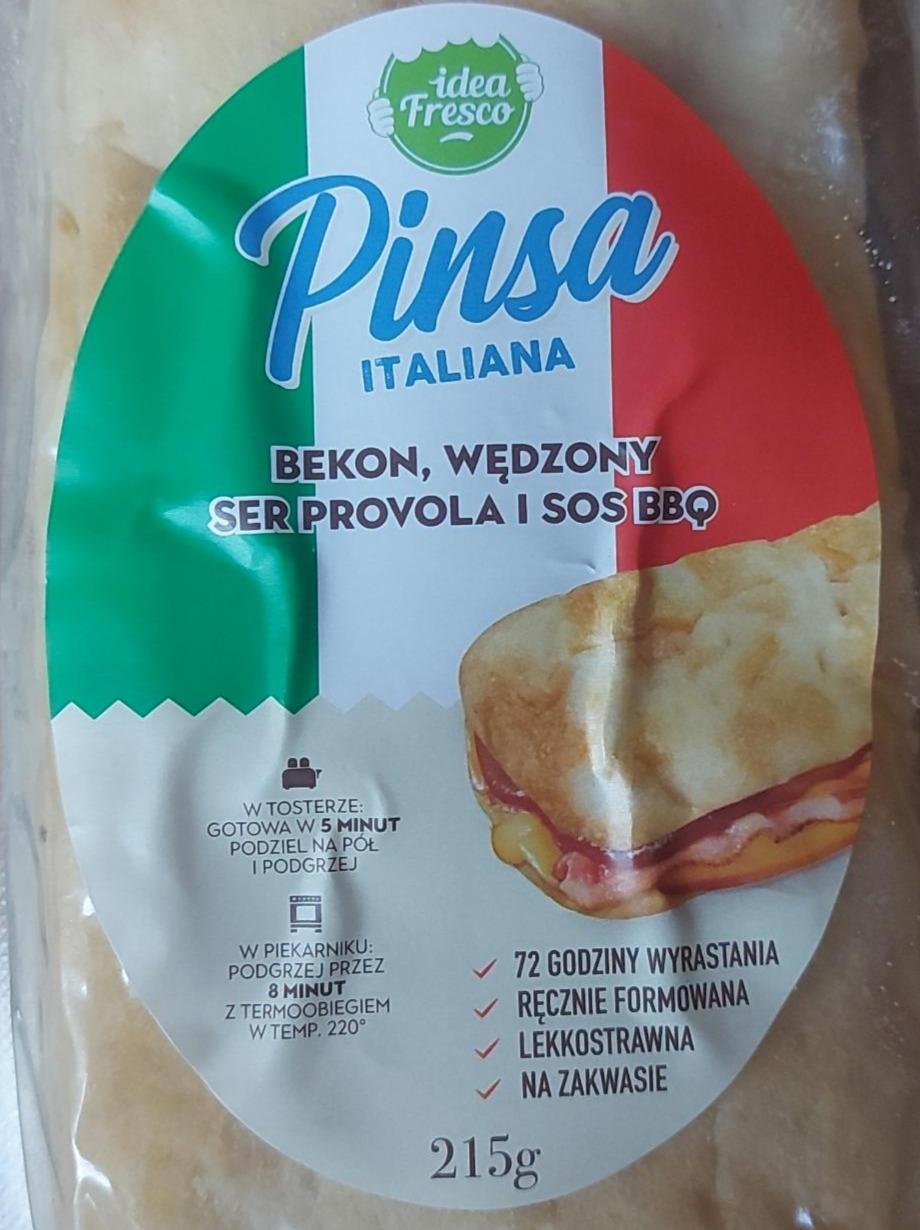 idea
Fresco
Pinsa
ITALIANA
BEKON, WĘDZONY
SER PROVOLA I SOS BBQ
W TOSTERZE:
GOTOWA W 5 MINUT
PODZIEL NA PÓŁ
I PODGRZEJ
W PIEKARNIKU:
PODGRZEJ PRZEZ
8 MINUT
Z TERMOOBIEGIEM
W TEMP. 220°
72 GODZINY WYRASTANIA
RĘCZNIE FORMOWANA
LEKKOSTRAWNA
NA ZAKWASIE
215g